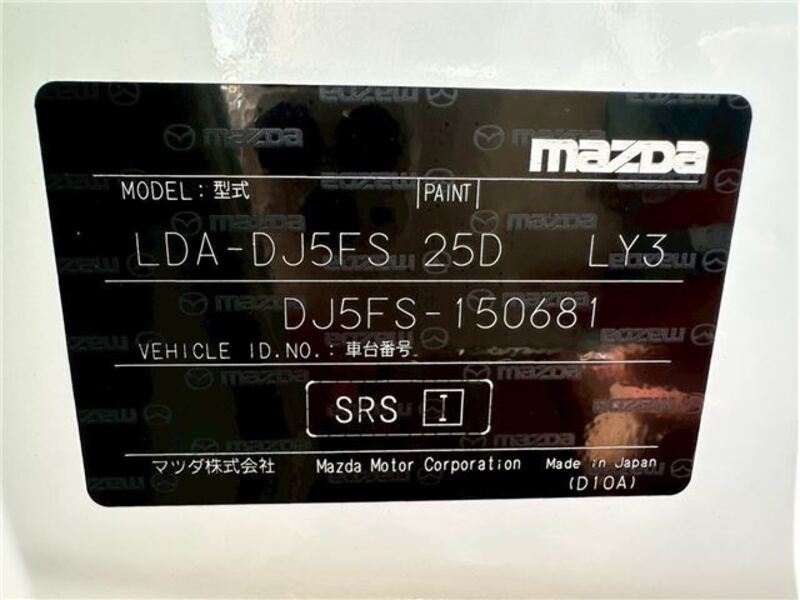 mazda
MODEL: 型式 PAINT
LDA-DJ5FS 25D LY3
DJ5FS-150681
VEHICLE ID.NO.: 車台番号
SRS I
マツダ株式会社 Mazda Motor Corporation Made in Japan
(D10A)